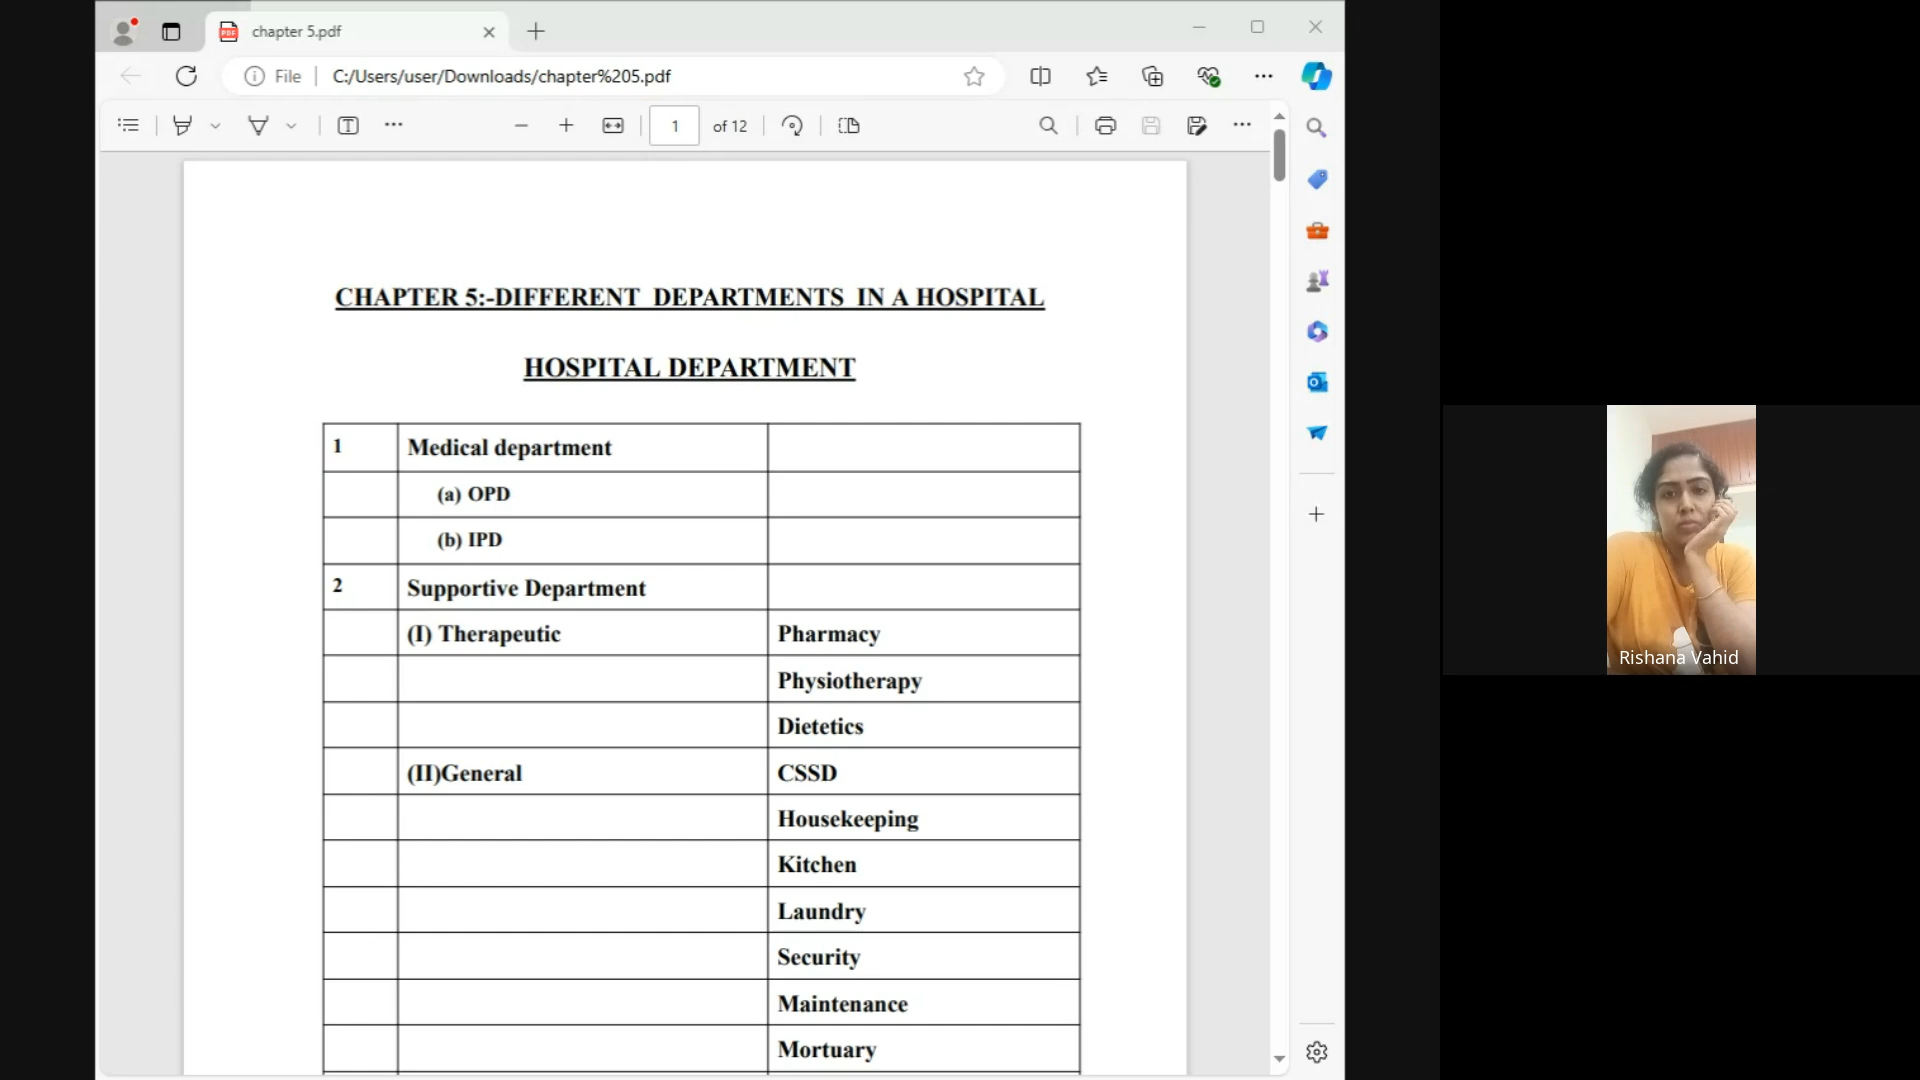 chapter 5.pdf
File
C:/Users/user/Downloads/chapter%205.pdf
1 of 12
CHAPTER 5:-DIFFERENT DEPARTMENTS IN A HOSPITAL
HOSPITAL DEPARTMENT
1 Medical department
(a) OPD
(b) IPD
2 Supportive Department
(I) Therapeutic Pharmacy
Physiotherapy
Dietetics
(II)General CSSD
Housekeeping
Kitchen
Laundry
Security
Maintenance
Mortuary
Rishana Vahid